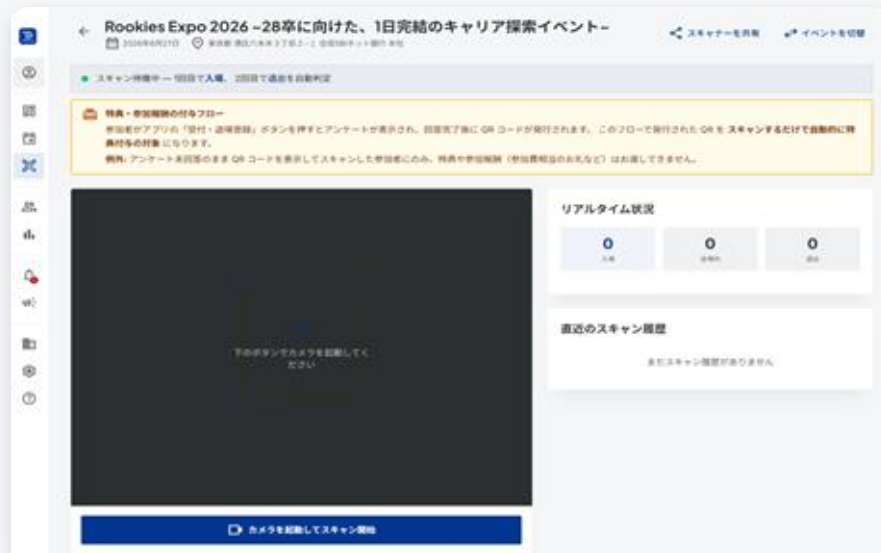 Rookies Expo 2026 ~28卒に向けた、1日完結のキャリア探索イベント~
スキャナーを共有
イベントを切替
スキャン待機中 — 1回目で入場、2回目で退出を自動判定
特典・参加報酬の付与フロー
参加者がアプリの「受付・退場登録」ボタンを押すとアンケートが表示され、回答完了後に QR コードが発行されます。 このフローで発行された QR を スキャンするだけで自動的に特
典付与の対象 になります。
例外: アンケート未回答のまま QR コードを表示してスキャンした参加者にのみ、特典や参加報酬（参加費相当のお礼など）はお渡しできません。
下のボタンでカメラを起動してく
ださい
カメラを起動してスキャン開始
リアルタイム状況
0
0
0
入場
退出
直近のスキャン履歴
まだスキャン履歴がありません